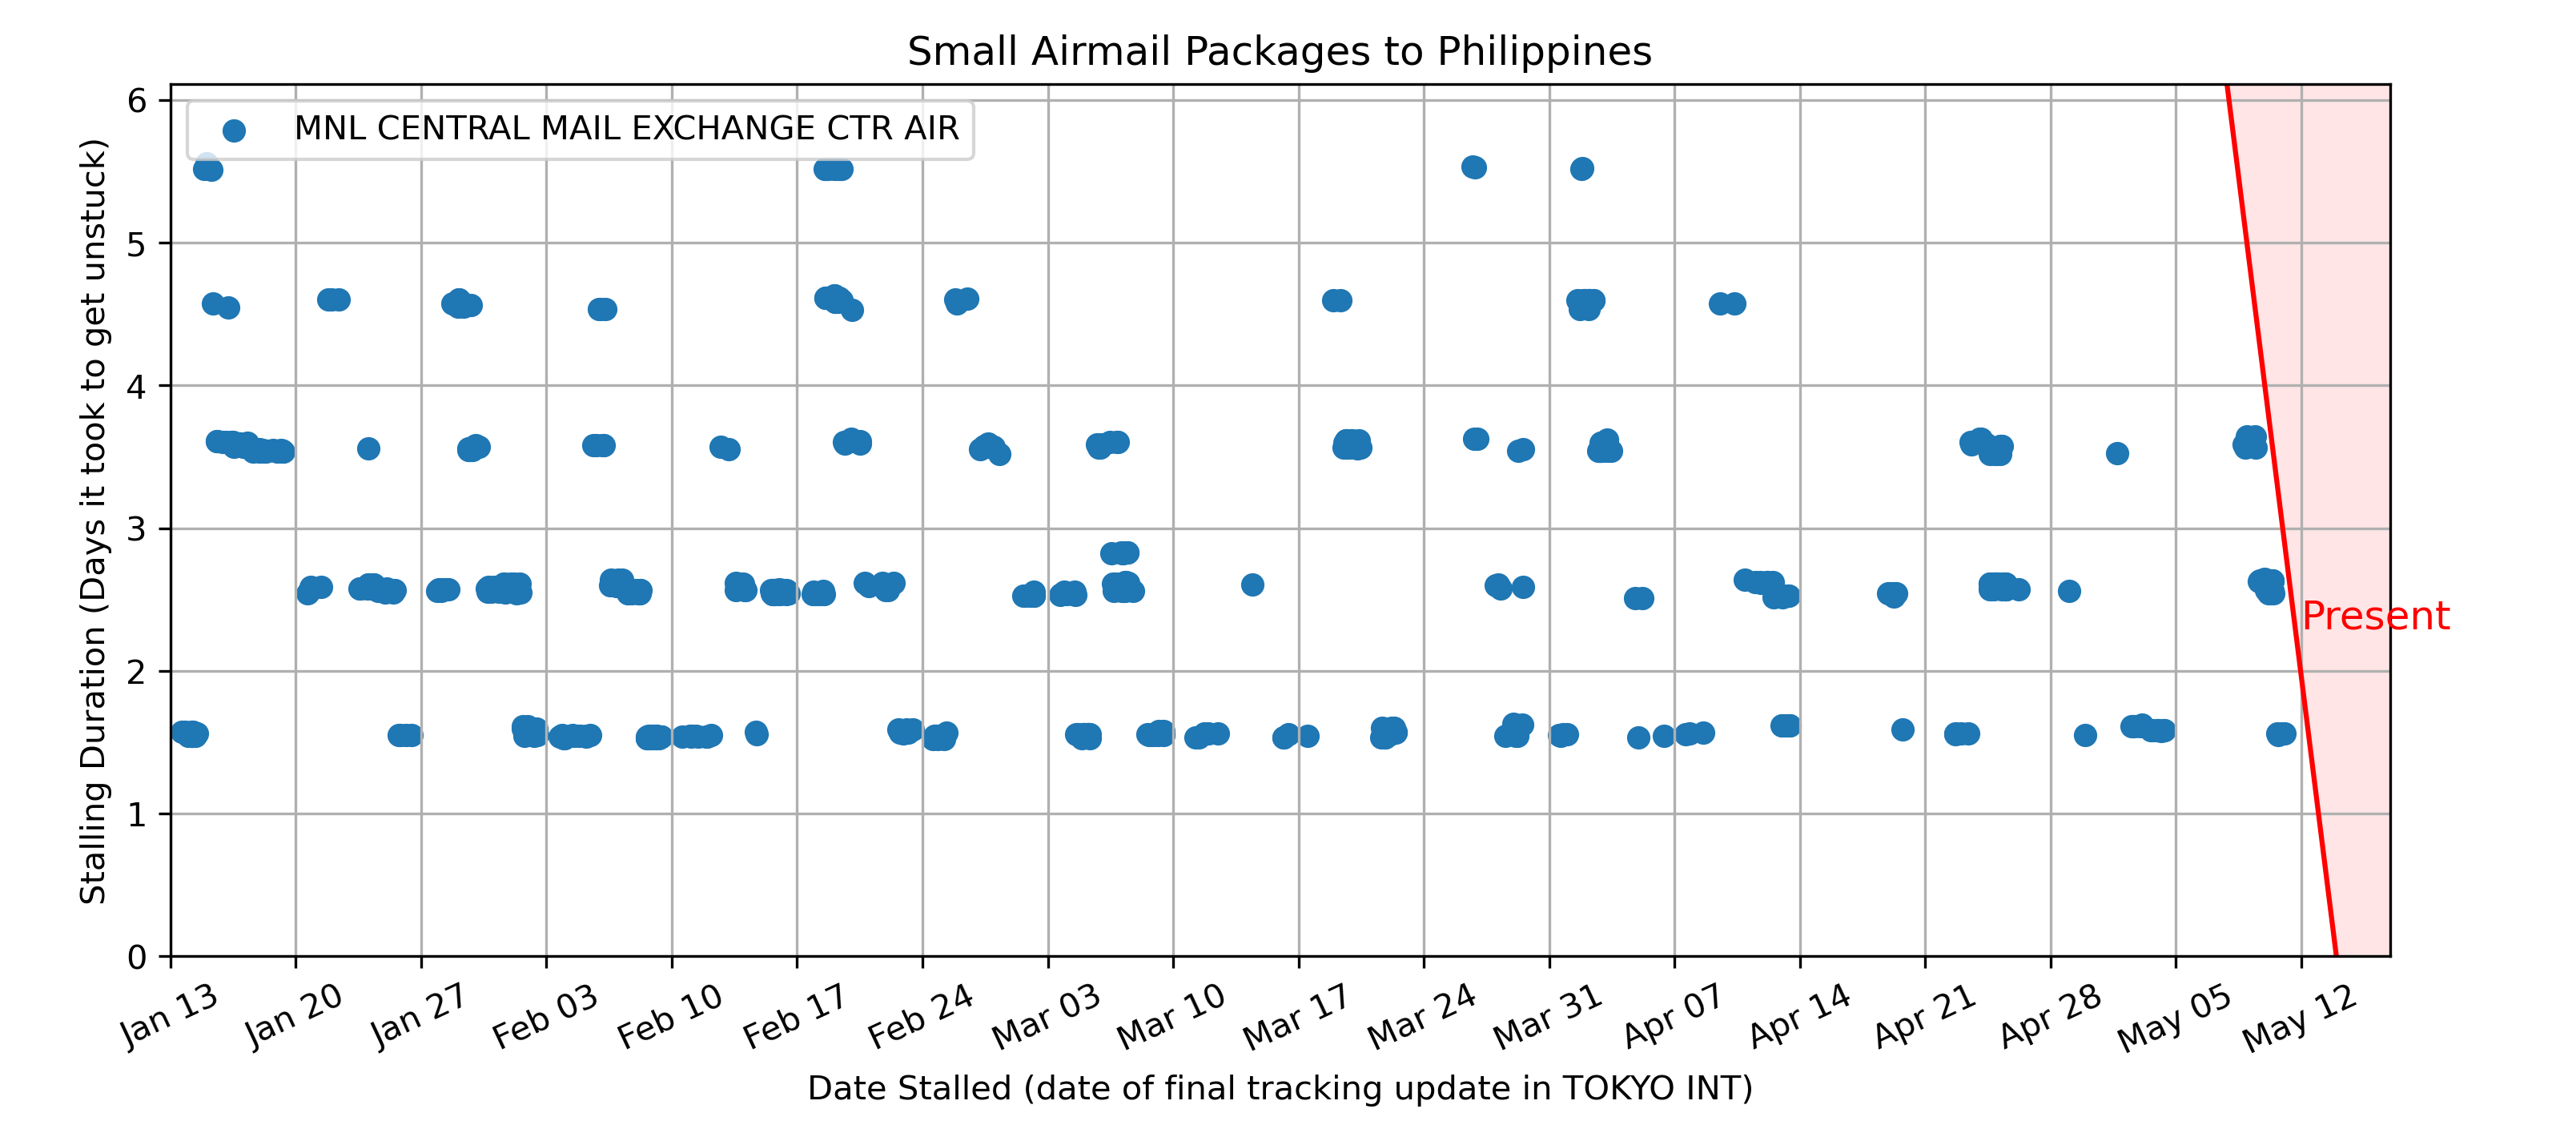 Small Airmail Packages to Philippines
MNL CENTRAL MAIL EXCHANGE CTR AIR
Stalling Duration (Days it took to get unstuck)
6
5
4
3
2
1
0
Present
Jan 13
Jan 20
Jan 27
Feb 03
Feb 10
Feb 17
Feb 24
Mar 03
Mar 10
Mar 17
Mar 24
Mar 31
Apr 07
Apr 14
Apr 21
Apr 28
May 05
May 12
Date Stalled (date of final tracking update in TOKYO INT)